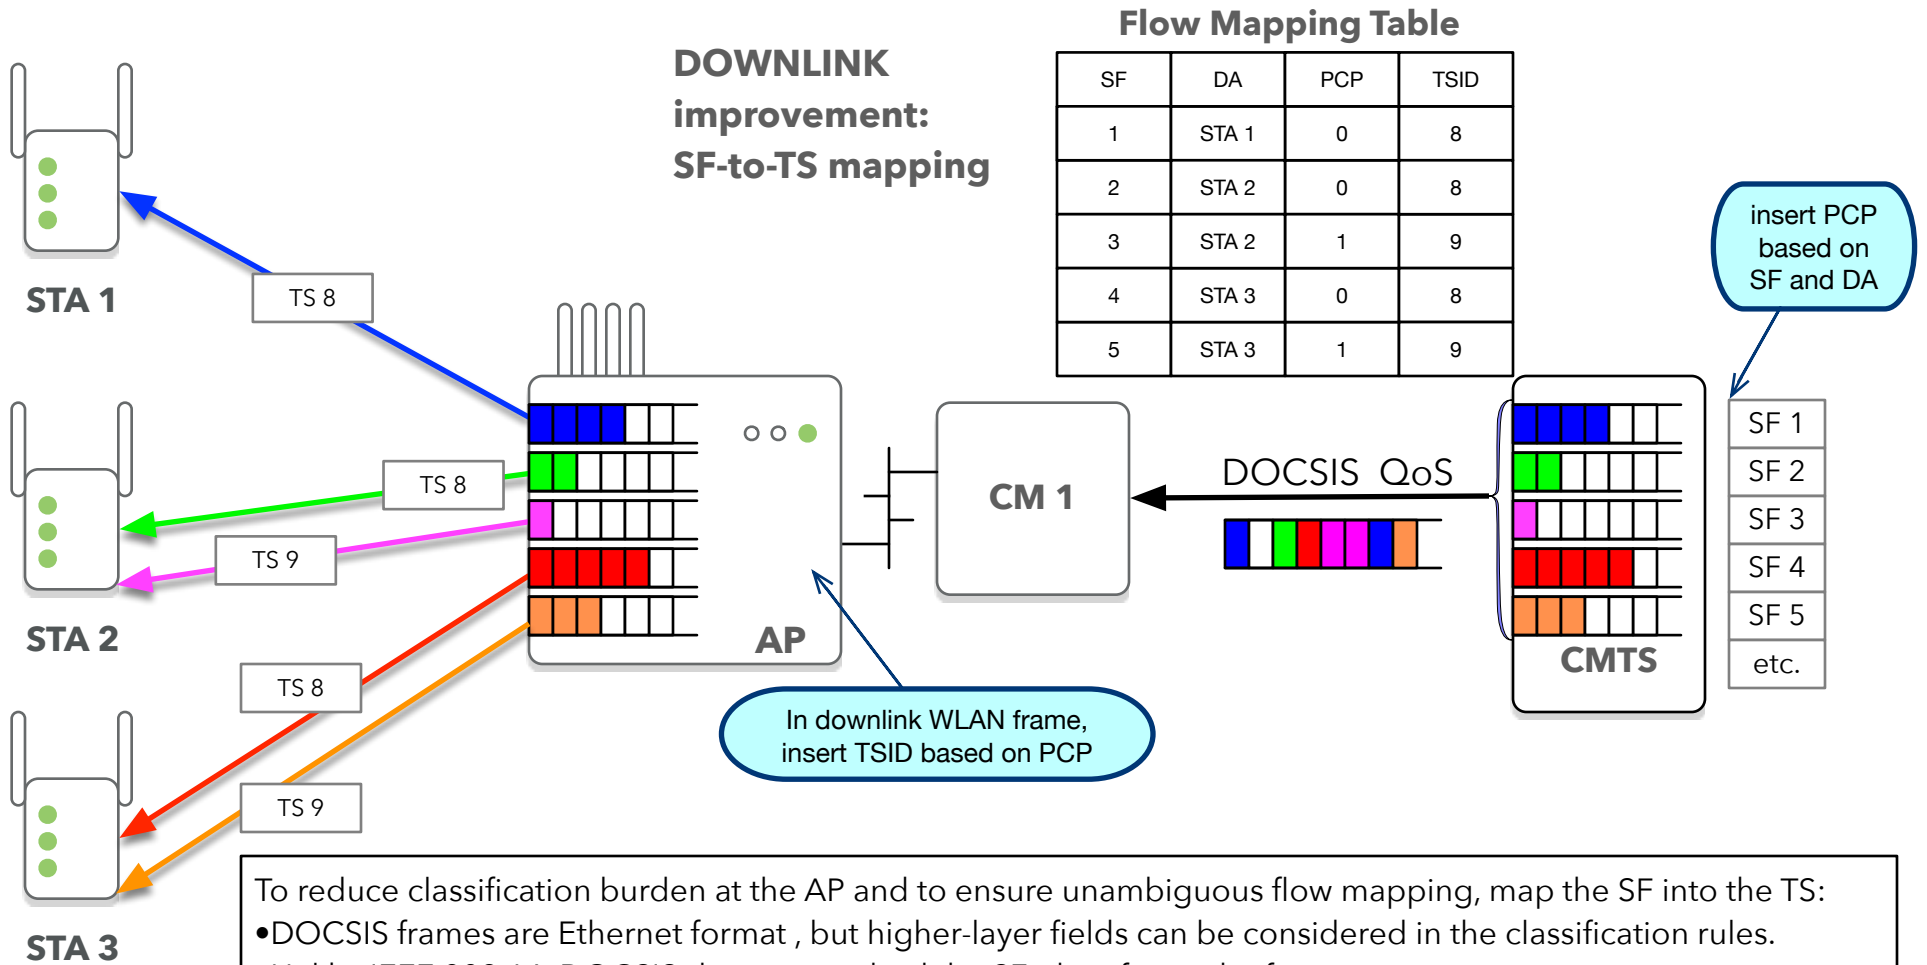 Flow Mapping Table
DOWNLINK
improvement:
SF-to-TS mapping
SF DA PCP TSID
1 STA 1 0 8
2 STA 2 0 8
3 STA 2 1 9
4 STA 3 0 8
5 STA 3 1 9
insert PCP
based on
SF and DA
STA 1
TS 8
STA 2
TS 8
TS 9
STA 3
TS 8
TS 9
AP
CM 1
DOCSIS QoS
CMTS
SF 1
SF 2
SF 3
SF 4
SF 5
etc.
In downlink WLAN frame,
insert TSID based on PCP
To reduce classification burden at the AP and to ensure unambiguous flow mapping, map the SF into the TS:
•DOCSIS frames are Ethernet format , but higher-layer fields can be considered in the classification rules.